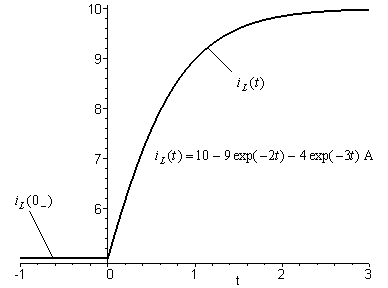 10
9
i_L(t)
8
i_L(t) = 10 − 9 exp(−2t) − 4 exp(−3t) A
7
i_L(0_)
6
-1 0 1 2 3
t